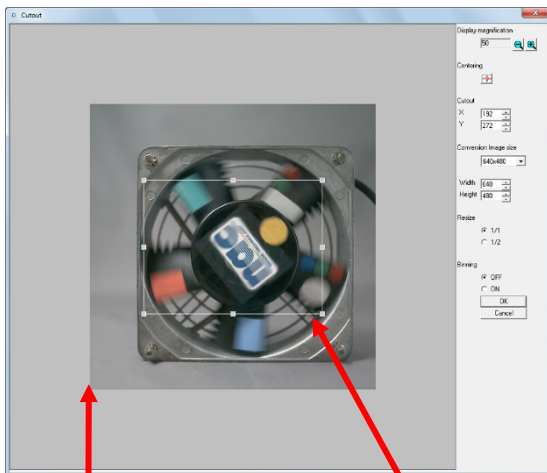 Cutout
Display magnification
50
Centering
Cutout
X 192
Y 272
Conversion Image size
640x480
Width 640
Height 480
Resize
1/1
1/2
Binning
OFF
ON
OK
Cancel